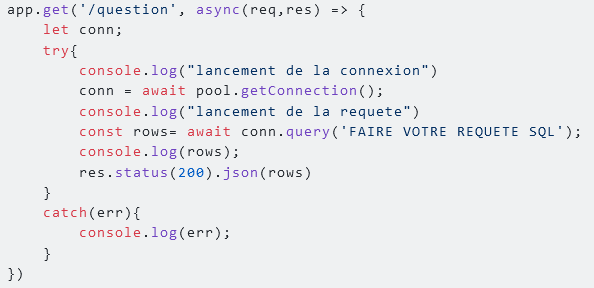 app.get('/question', async(req,res) => {
    let conn;
    try{
        console.log("lancement de la connexion")
        conn = await pool.getConnection();
        console.log("lancement de la requete")
        const rows= await conn.query('FAIRE VOTRE REQUETE SQL');
        console.log(rows);
        res.status(200).json(rows)
    }
    catch(err){
        console.log(err);
    }
})